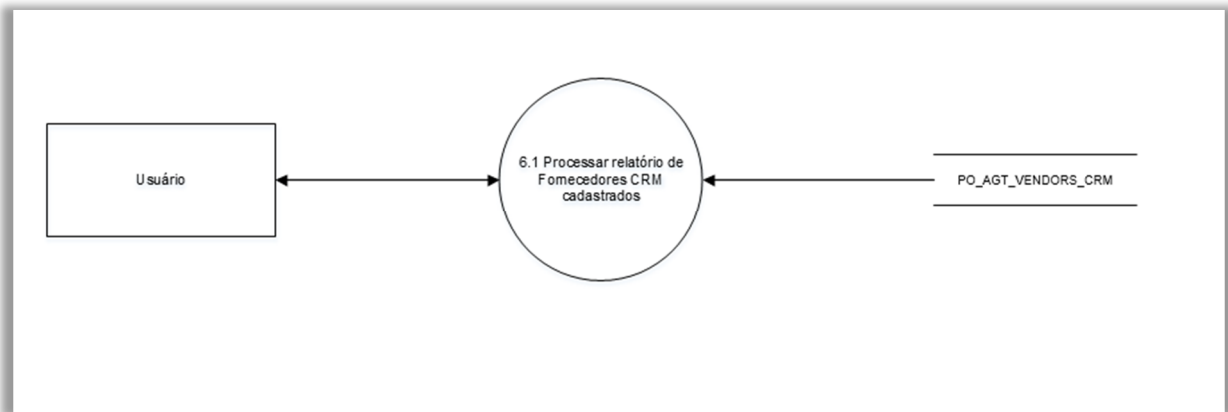 Usuário
6.1 Processar relatório de
Fornecedores CRM
cadastrados
PO_AGT_VENDORS_CRM